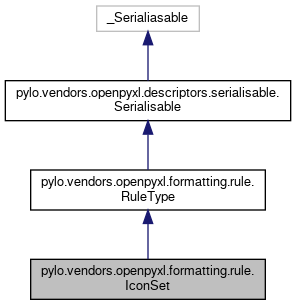 _Serialiasable
pylo.vendors.openpyxl.descriptors.serialisable.
Serialisable
pylo.vendors.openpyxl.formatting.rule.
RuleType
pylo.vendors.openpyxl.formatting.rule.
IconSet